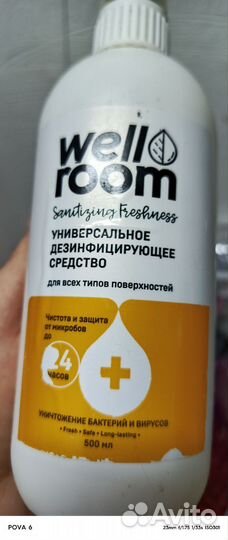 well
room
Sanitizing Freshness
УНИВЕРСАЛЬНОЕ
ДЕЗИНФИЦИРУЮЩЕЕ
СРЕДСТВО
для всех типов поверхностей
Чистота и защита
от микробов
до
24
часов
УНИЧТОЖЕНИЕ БАКТЕРИЙ И ВИРУСОВ
• Fresh • Safe • Long-lasting •
500 мл
POVA 6
23mm f/1.75 1/33s ISO301
Avito